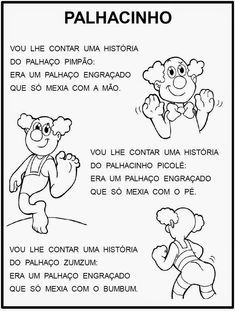 PALHACINHO
VOU LHE CONTAR UMA HISTÓRIA
DO PALHAÇO PIMPÃO:
ERA UM PALHAÇO ENGRAÇADO
QUE SÓ MEXIA COM A MÃO.
VOU LHE CONTAR UMA HISTÓRIA
DO PALHACINHO PICOLÉ:
ERA UM PALHAÇO ENGRAÇADO
QUE SÓ MEXIA COM O PÉ.
VOU LHE CONTAR UMA HISTÓRIA
DO PALHAÇO ZUMZUM:
ERA UM PALHAÇO ENGRAÇADO
QUE SÓ MEXIA COM O BUMBUM.